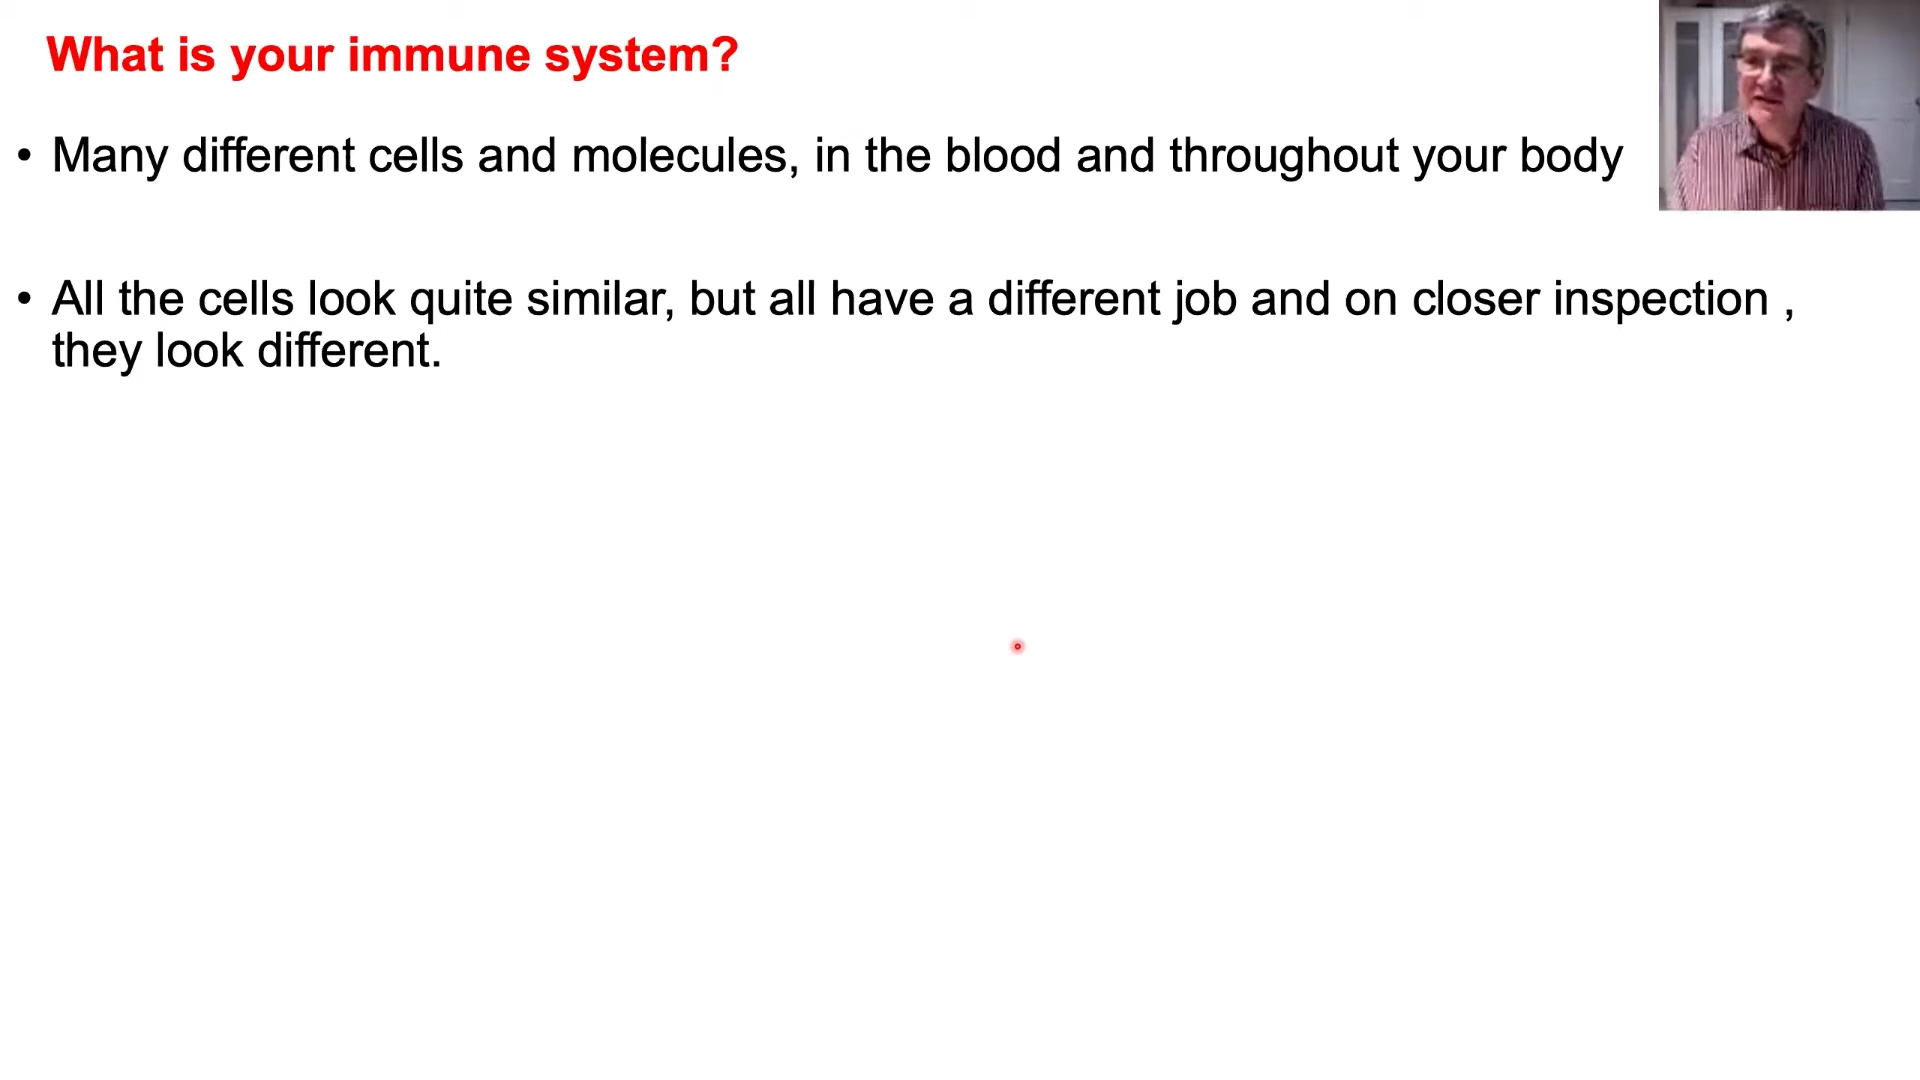 What is your immune system?
• Many different cells and molecules, in the blood and throughout your body
• All the cells look quite similar, but all have a different job and on closer inspection ,
they look different.